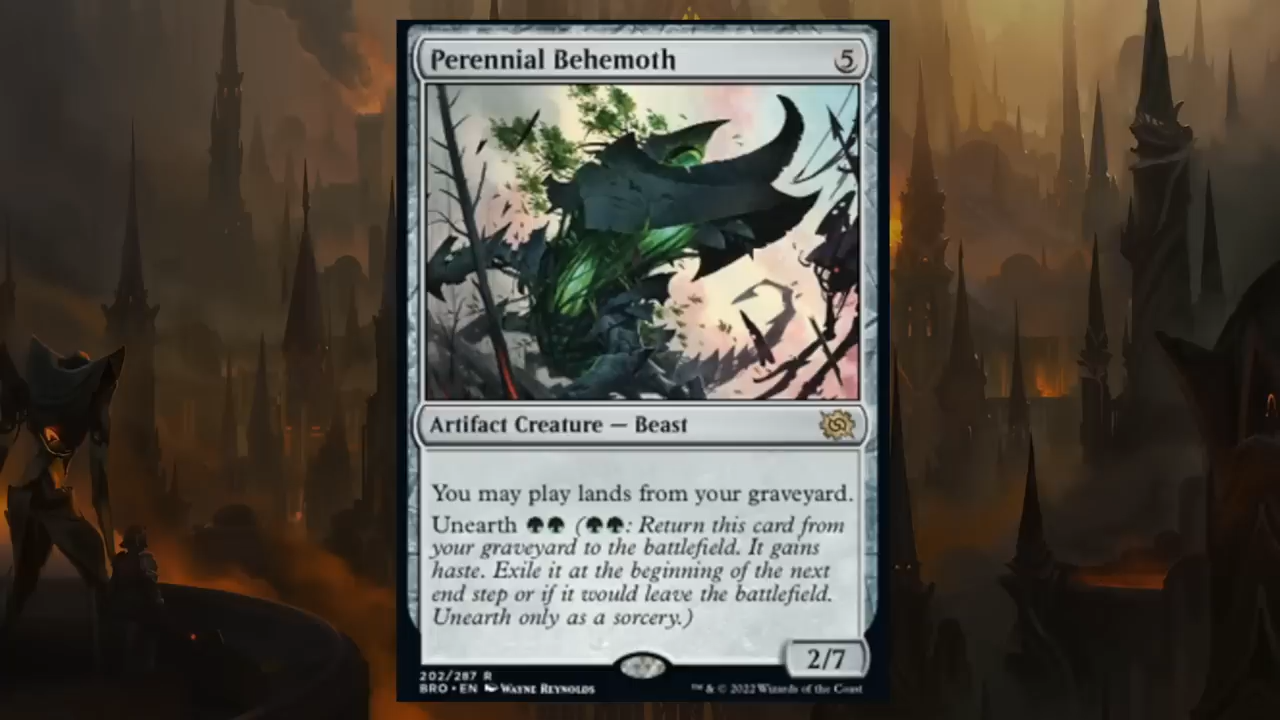 Perennial Behemoth 5
Artifact Creature — Beast
You may play lands from your graveyard.
Unearth (: Return this card from
your graveyard to the battlefield. It gains
haste. Exile it at the beginning of the next
end step or if it would leave the battlefield.
Unearth only as a sorcery.)
2/7
202/287 R
BRO • EN Wayne Reynolds
™ & © 2022 Wizards of the Coast